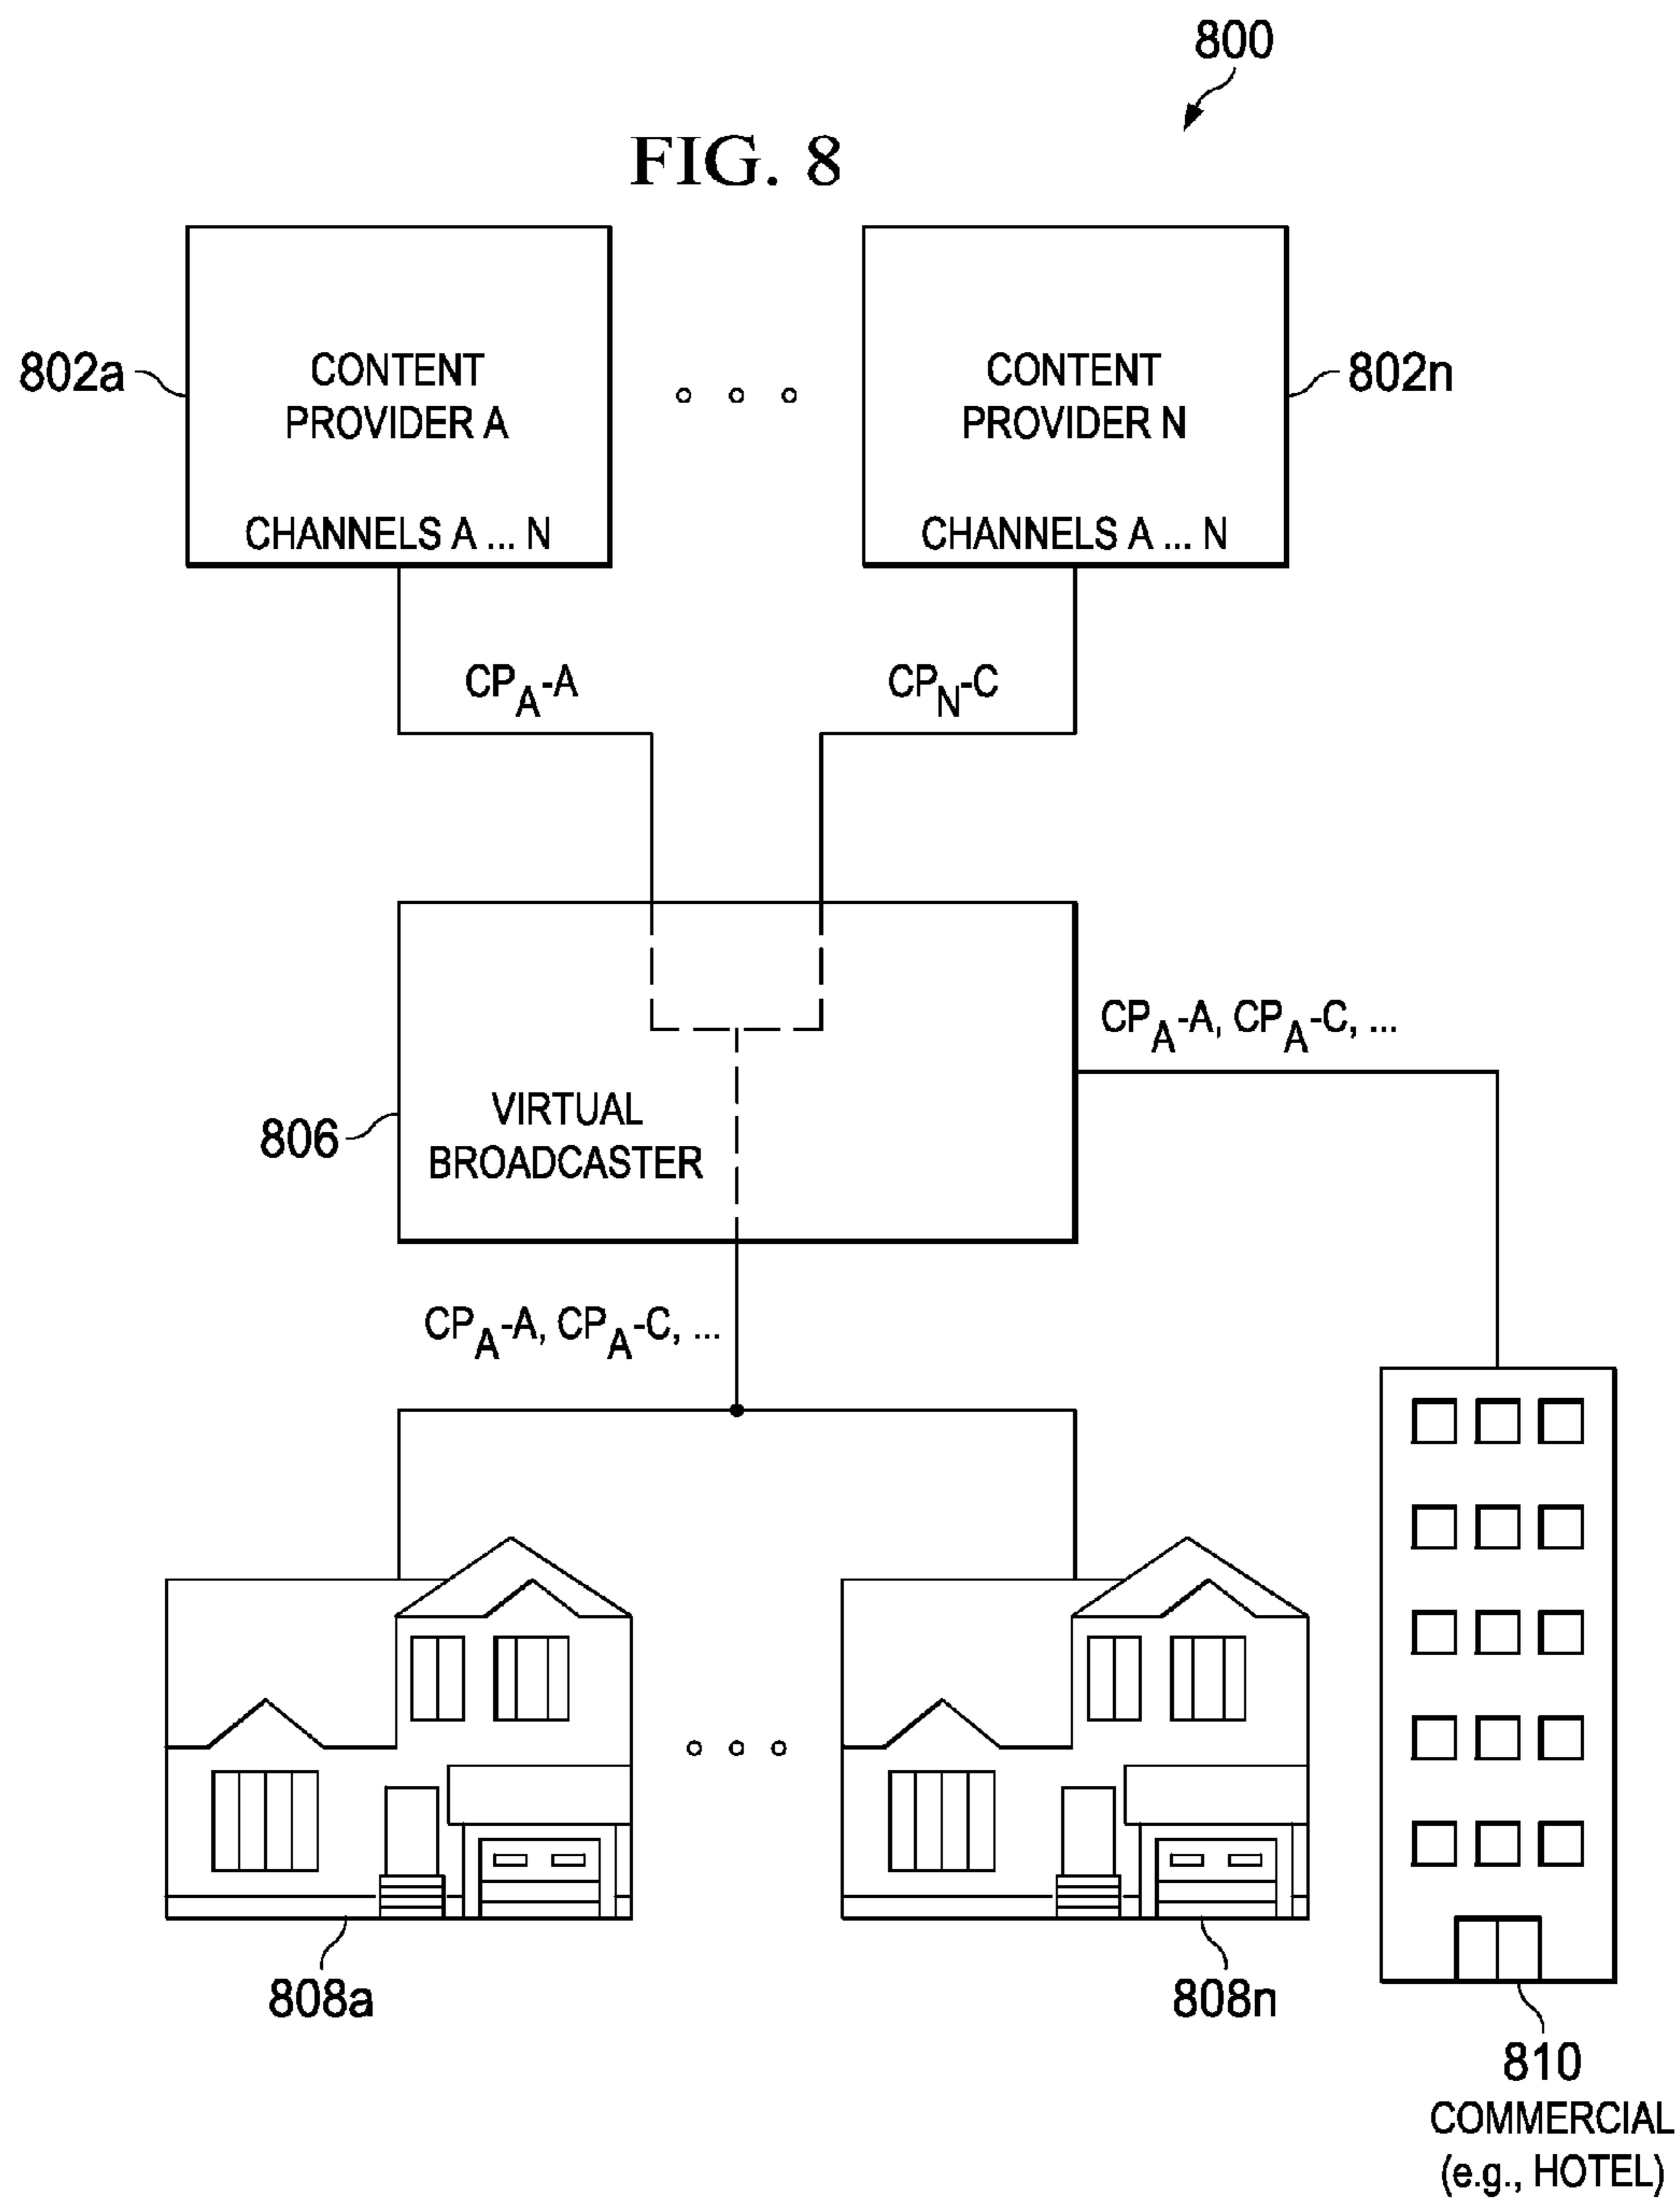 800
FIG. 8
CONTENT
PROVIDER A
CHANNELS A ... N
802a
CONTENT
PROVIDER N
CHANNELS A ... N
802n
CPA-A
CPN-C
VIRTUAL
BROADCASTER
806
CPA-A, CPA-C, ...
CPA-A, CPA-C, ...
808a
808n
810
COMMERCIAL
(e.g., HOTEL)